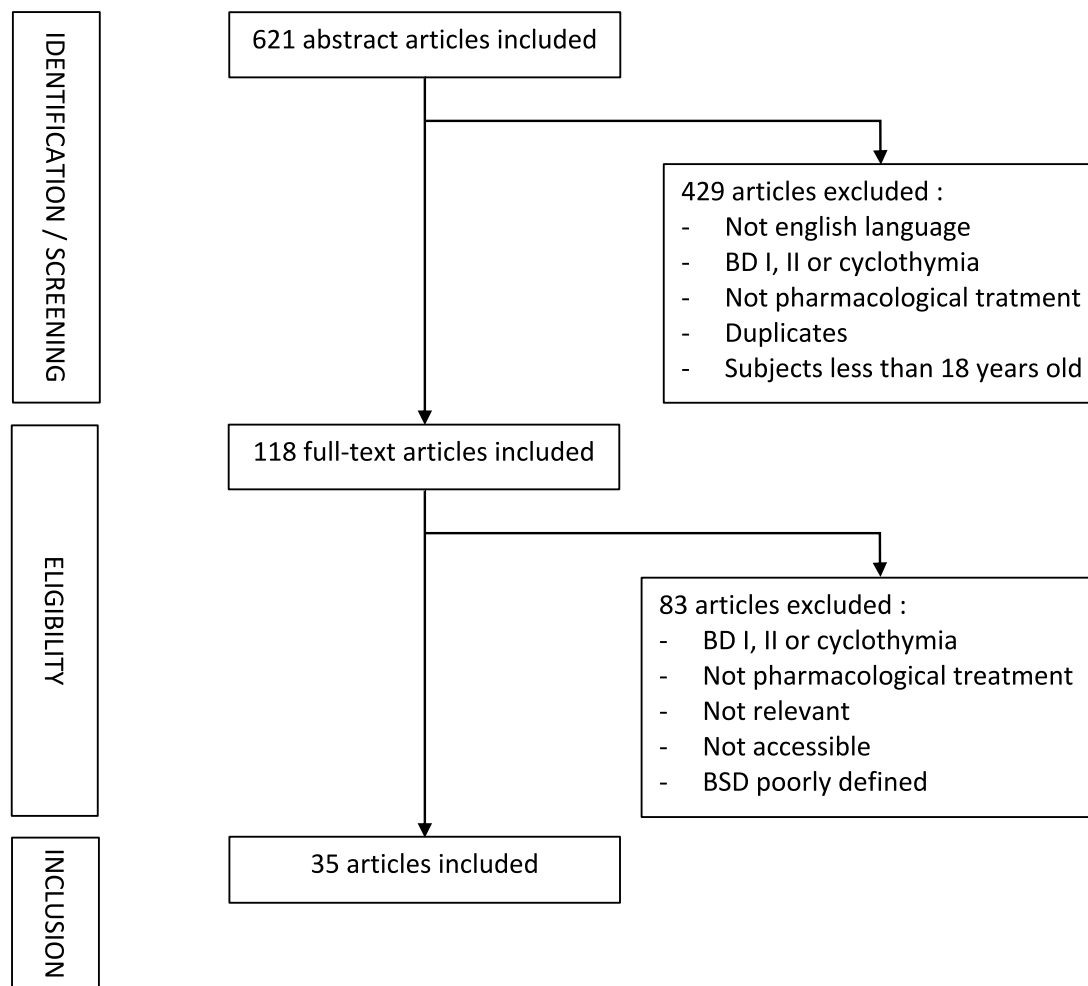 IDENTIFICATION / SCREENING
621 abstract articles included
429 articles excluded :
- Not english language
- BD I, II or cyclothymia
- Not pharmacological tratment
- Duplicates
- Subjects less than 18 years old
118 full-text articles included
ELIGIBILITY
83 articles excluded :
- BD I, II or cyclothymia
- Not pharmacological treatment
- Not relevant
- Not accessible
- BSD poorly defined
35 articles included
INCLUSION